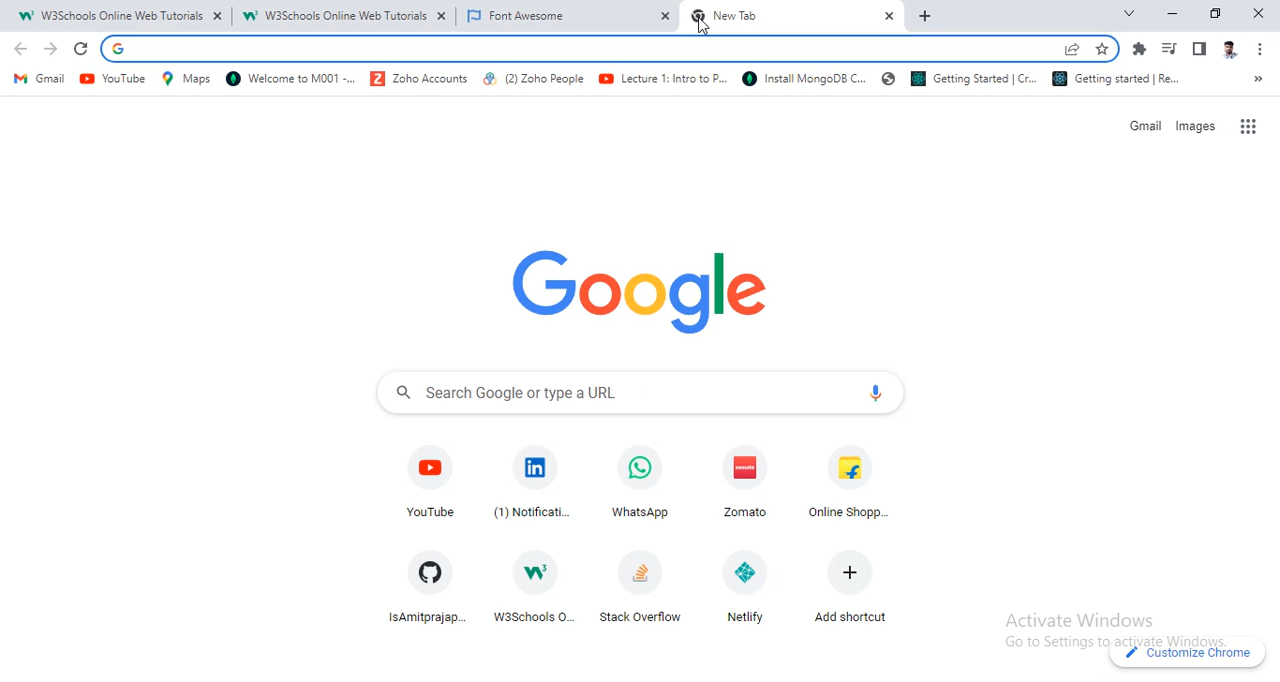 W3Schools Online Web Tutorials W3Schools Online Web Tutorials Font Awesome New Tab
Gmail YouTube Maps Welcome to M001 -... Zoho Accounts (2) Zoho People Lecture 1: Intro to P... Install MongoDB C... Getting Started | Cr... Getting started | Re... »
Gmail Images
Google
Search Google or type a URL
YouTube (1) Notificati... WhatsApp Zomato Online Shopp...
IsAmitprajap... W3Schools O... Stack Overflow Netlify Add shortcut
Activate Windows
Go to Settings to activate Windows.
Customize Chrome